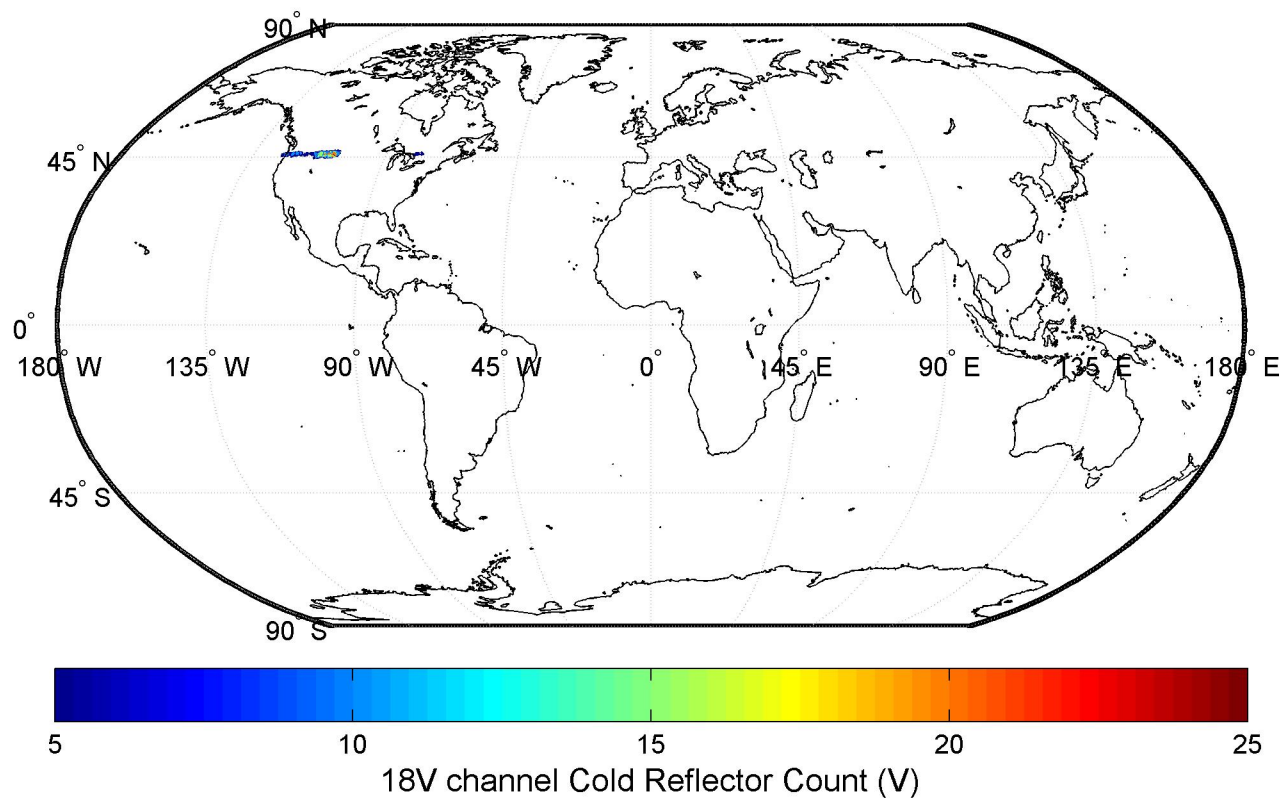 90° N
45° N
0°
180° W 135° W 90° W 45° W 0° 45° E 90° E 135° E 180° E
45° S
90° S
5 10 15 20 25
18V channel Cold Reflector Count (V)